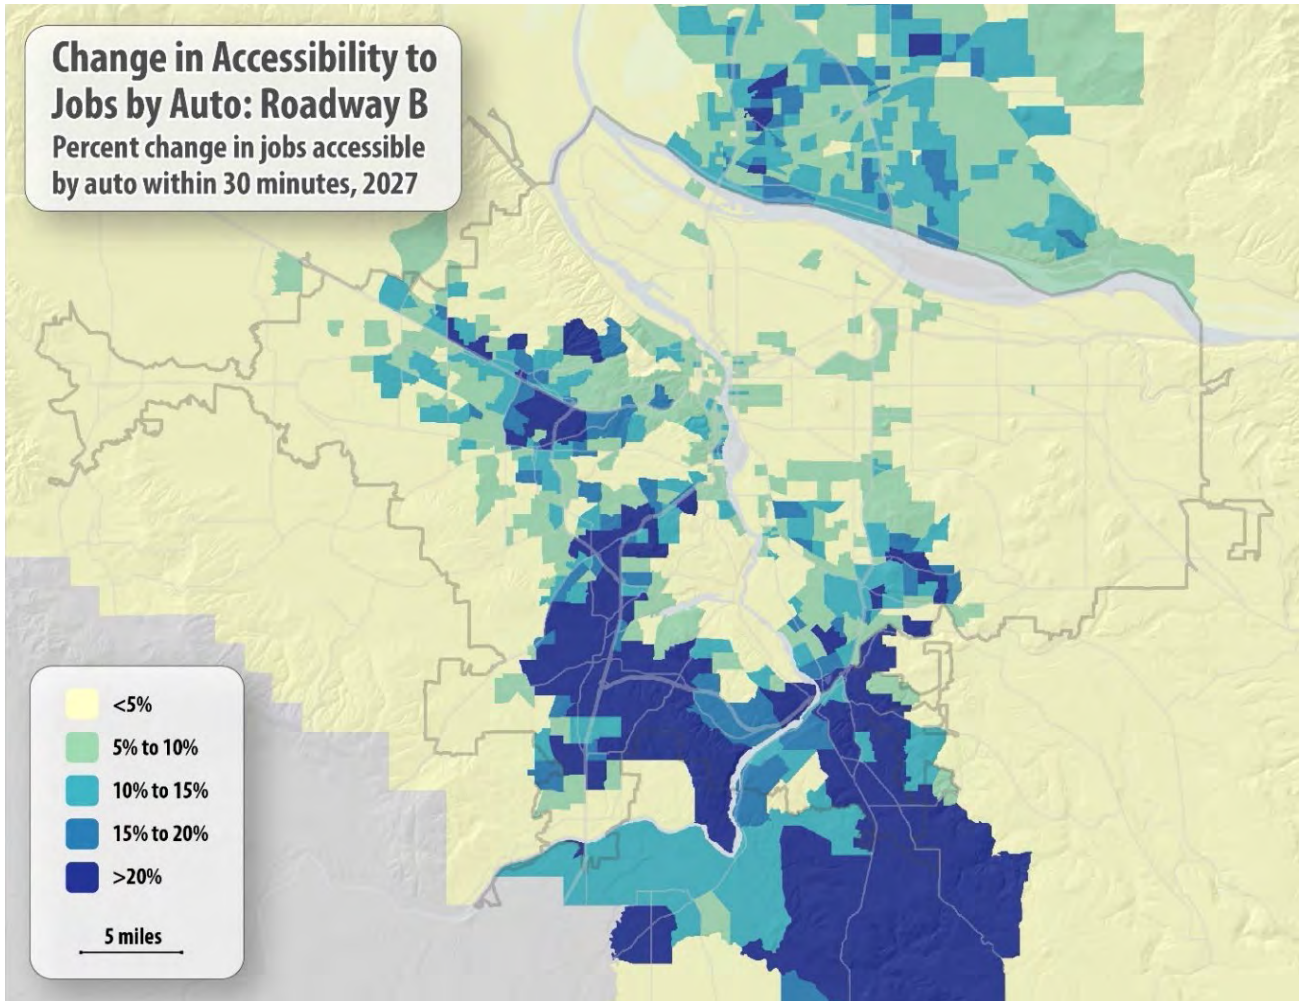 Change in Accessibility to
Jobs by Auto: Roadway B
Percent change in jobs accessible
by auto within 30 minutes, 2027
<5%
5% to 10%
10% to 15%
15% to 20%
>20%
5 miles